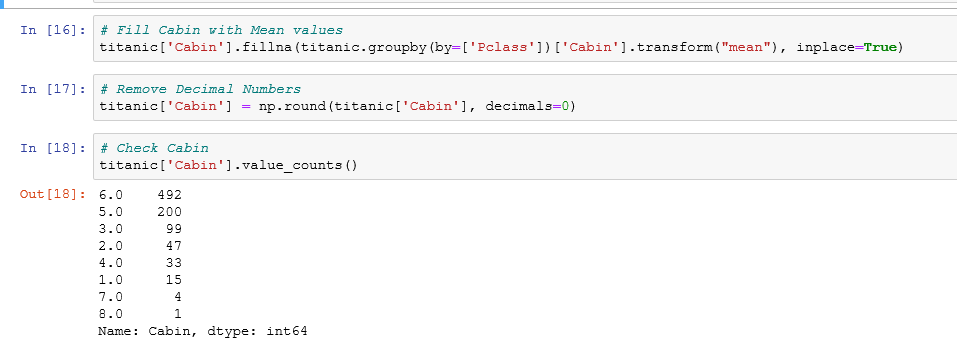 In [16]: # Fill Cabin with Mean values
titanic['Cabin'].fillna(titanic.groupby(by=['Pclass'])['Cabin'].transform("mean"), inplace=True)
In [17]: # Remove Decimal Numbers
titanic['Cabin'] = np.round(titanic['Cabin'], decimals=0)
In [18]: # Check Cabin
titanic['Cabin'].value_counts()
Out[18]: 6.0    492
5.0    200
3.0     99
2.0     47
4.0     33
1.0     15
7.0      4
8.0      1
Name: Cabin, dtype: int64